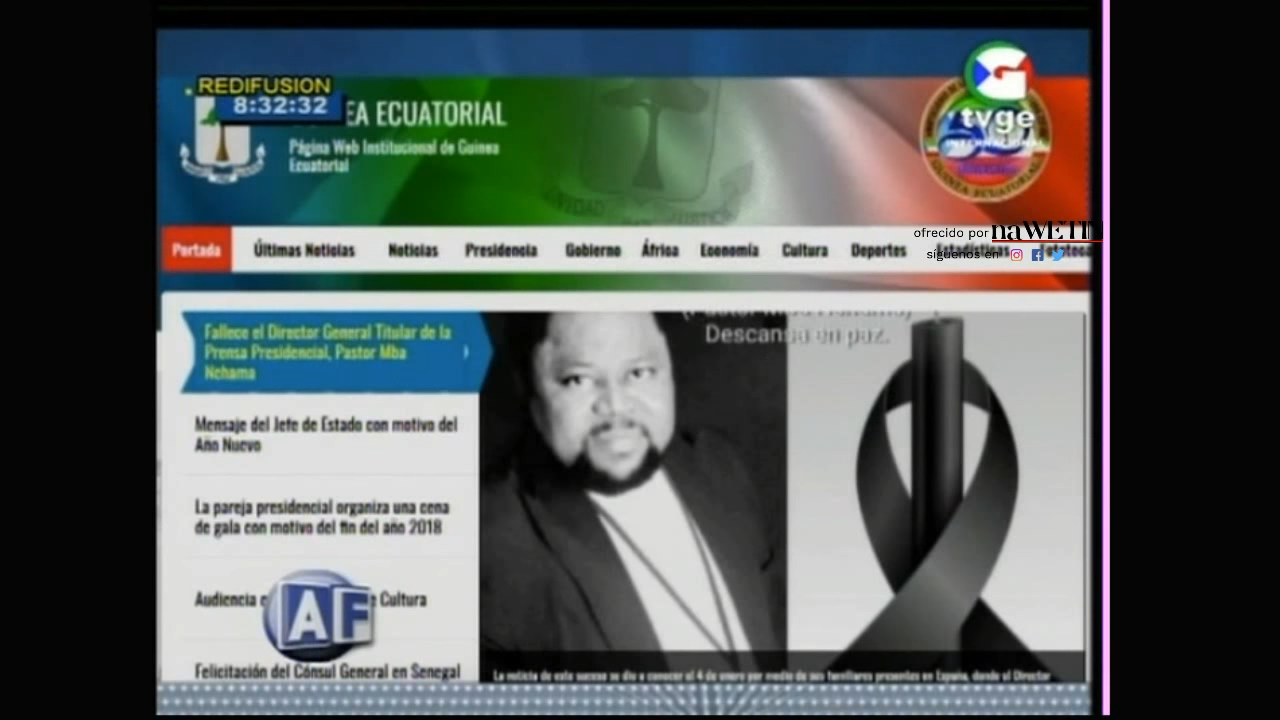 REDIFUSION
8:32:32
EA ECUATORIAL
Página Web Institucional de Guinea
Ecuatorial
G
tvge
INTERNACIONAL
GUINEA ECUATORIAL
ofrecido por naWETIN
síguenos en
Portada Últimas Noticias Noticias Presidencia Gobierno África Economía Cultura Deportes Estadísticas Fototeca
Fallece el Director General Titular de la
Prensa Presidencial, Pastor Mba
Nchama
Descansa en paz.
Mensaje del Jefe de Estado con motivo del
Año Nuevo
La pareja presidencial organiza una cena
de gala con motivo del fin del año 2018
Audiencia Cultura
AF
Felicitación del Cónsul General en Senegal
La noticia de este suceso se dio a conocer el 4 de enero por medio de sus familiares presentes en España, donde el Director